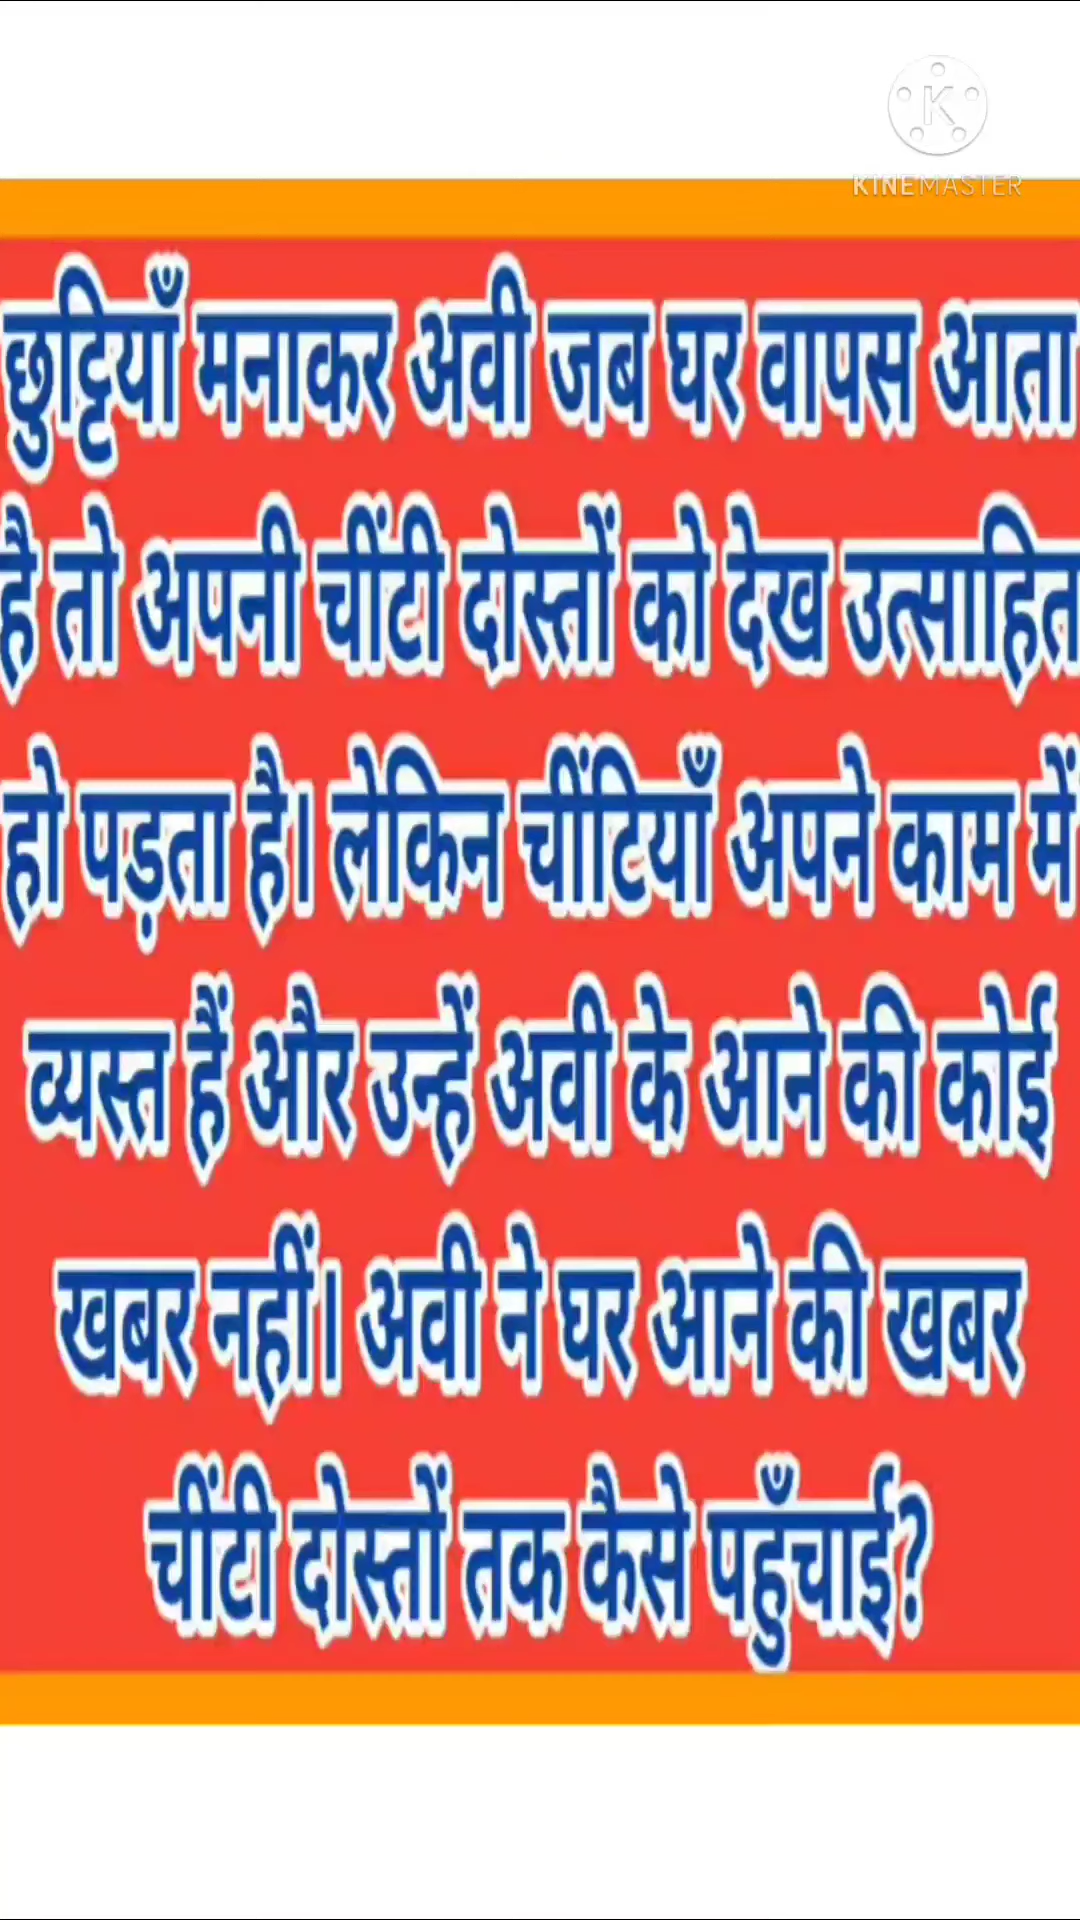 KINEMASTER
छुट्टियाँ मनाकर अवी जब घर वापस आता
है तो अपनी चींटी दोस्तों को देख उत्साहित
हो पड़ता है। लेकिन चींटियाँ अपने काम में
व्यस्त हैं और उन्हें अवी के आने की कोई
खबर नहीं। अवी ने घर आने की खबर
चींटी दोस्तों तक कैसे पहुँचाई?